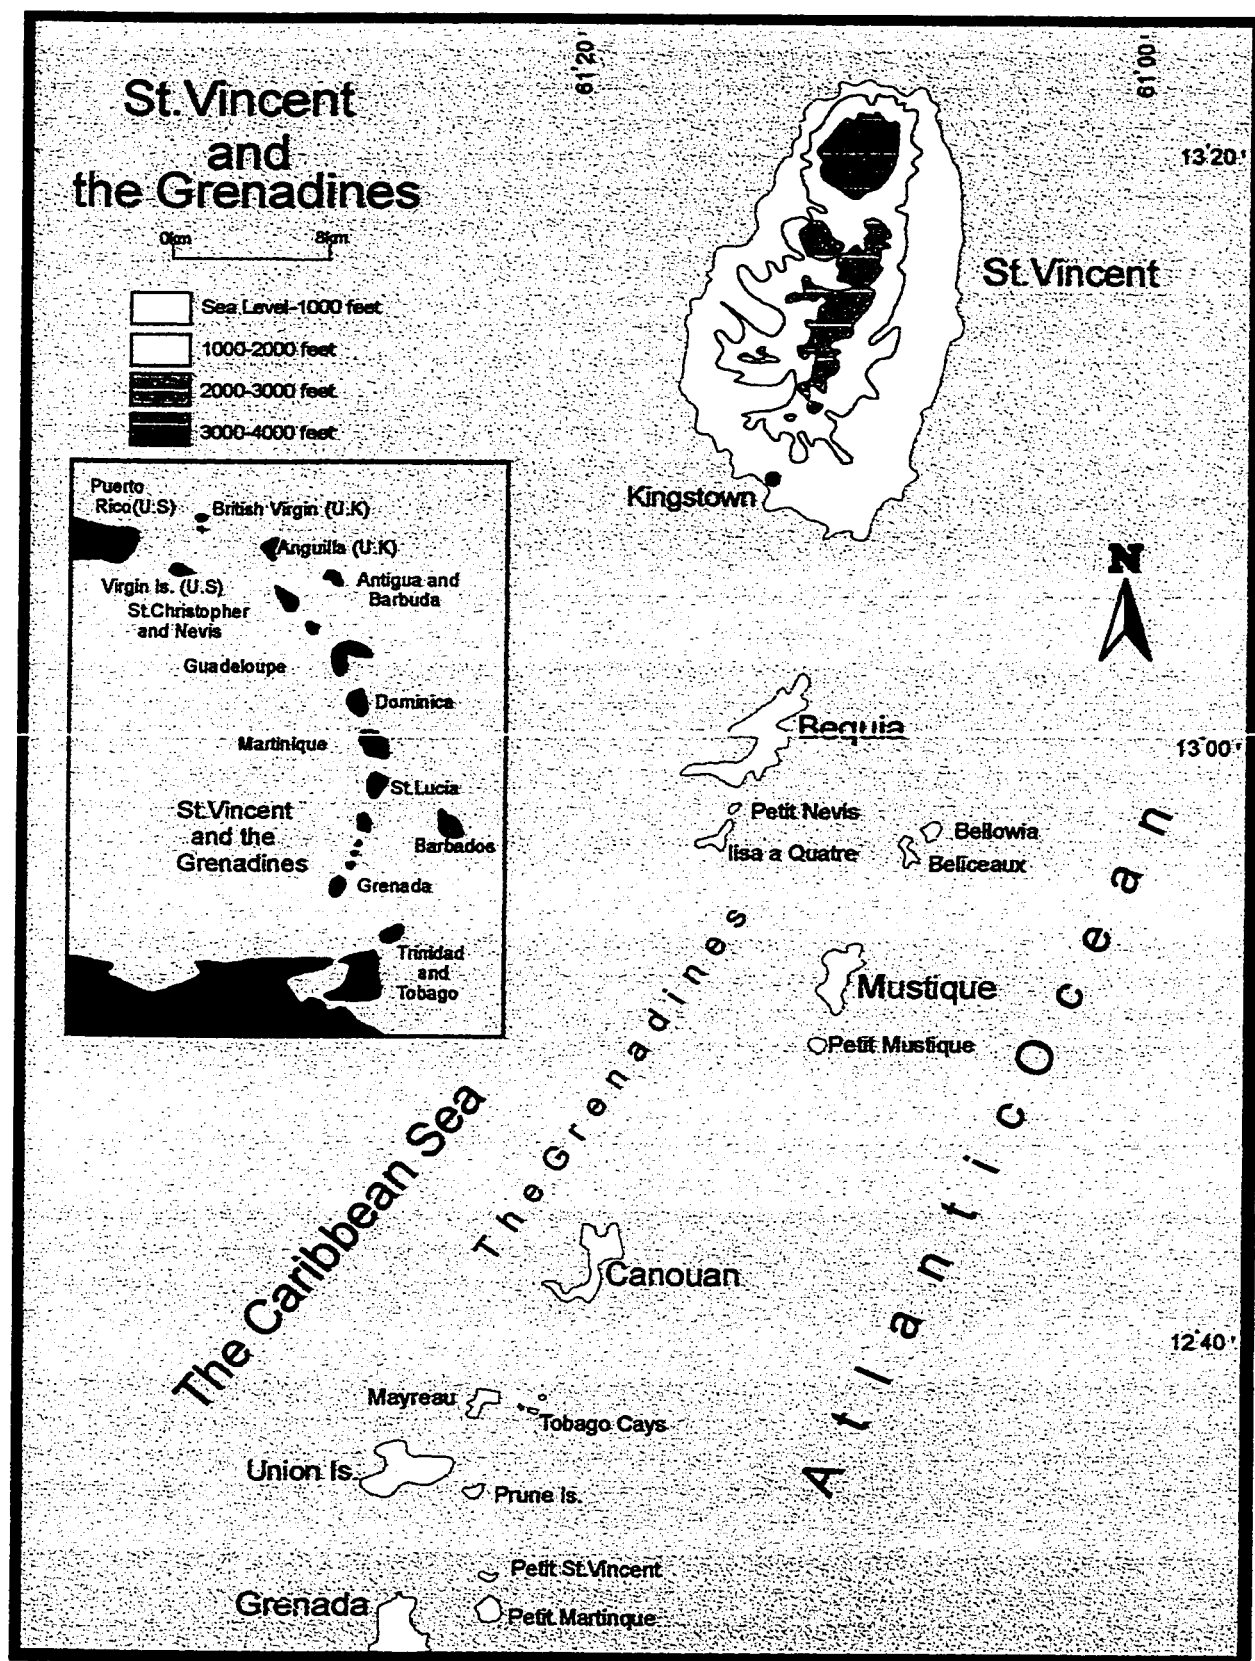 61°20'
61°00'
St.Vincent
and
the Grenadines
13°20'
0km 8km
St.Vincent
Sea Level-1000 feet
1000-2000 feet
2000-3000 feet
3000-4000 feet
Kingstown
Puerto
Rico(U.S)
British Virgin (U.K)
Anguilla (U.K)
Virgin Is. (U.S)
Antigua and
Barbuda
St.Christopher
and Nevis
Guadeloupe
Dominica
Martinique
St.Lucia
St.Vincent
and the
Grenadines
Barbados
Grenada
Trinidad
and
Tobago
N
Bequia
13°00'
Petit Nevis
Iisa a Quatre
Bellowia
Beliceaux
Mustique
Petit Mustique
The Grenadines
The Caribbean Sea
Atlantic Ocean
Canouan
12°40'
Mayreau
Tobago Cays
Union Is.
Prune Is.
Petit St.Vincent
Grenada
Petit Martinque